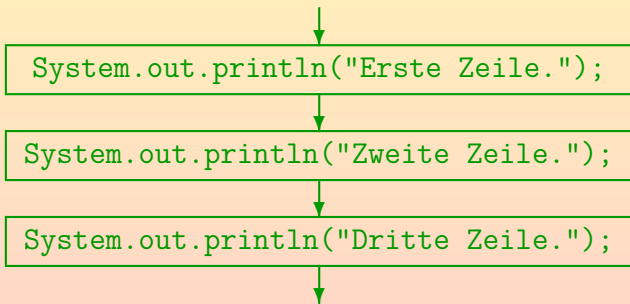 System.out.println("Erste Zeile.");
System.out.println("Zweite Zeile.");
System.out.println("Dritte Zeile.");